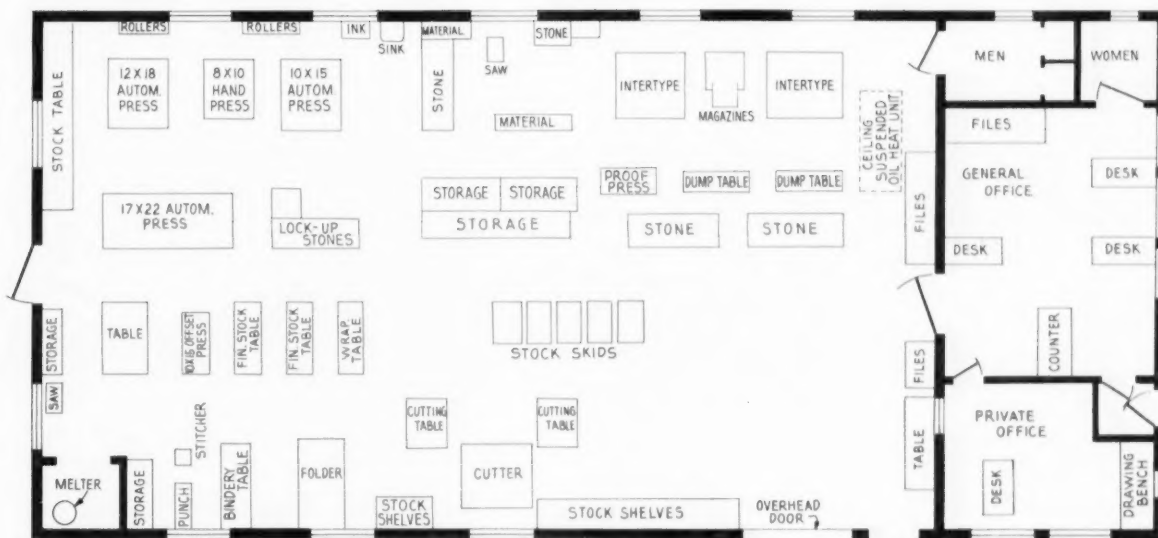 ROLLERS
ROLLERS
INK
SINK
MATERIAL
SAW
STONE
STOCK TABLE
12 X 18
AUTOM.
PRESS
8 X 10
HAND
PRESS
10 X 15
AUTOM.
PRESS
STONE
MATERIAL
INTERTYPE
MAGAZINES
INTERTYPE
CEILING
SUSPENDED
OIL HEAT UNIT
MEN
WOMEN
FILES
GENERAL
OFFICE
DESK
17 X 22 AUTOM.
PRESS
LOCK-UP
STONES
STORAGE
STORAGE
STORAGE
PROOF
PRESS
DUMP TABLE
DUMP TABLE
STONE
STONE
FILES
DESK
DESK
STORAGE
TABLE
10X16 OFFSET
PRESS
FIN. STOCK
TABLE
FIN. STOCK
TABLE
WRAP.
TABLE
STOCK SKIDS
FILES
COUNTER
SAW
STITCHER
CUTTING
TABLE
CUTTING
TABLE
TABLE
PRIVATE
OFFICE
MELTER
STORAGE
PUNCH
BINDERY
TABLE
FOLDER
STOCK
SHELVES
CUTTER
STOCK SHELVES
OVERHEAD
DOOR
DESK
DRAWING
BENCH